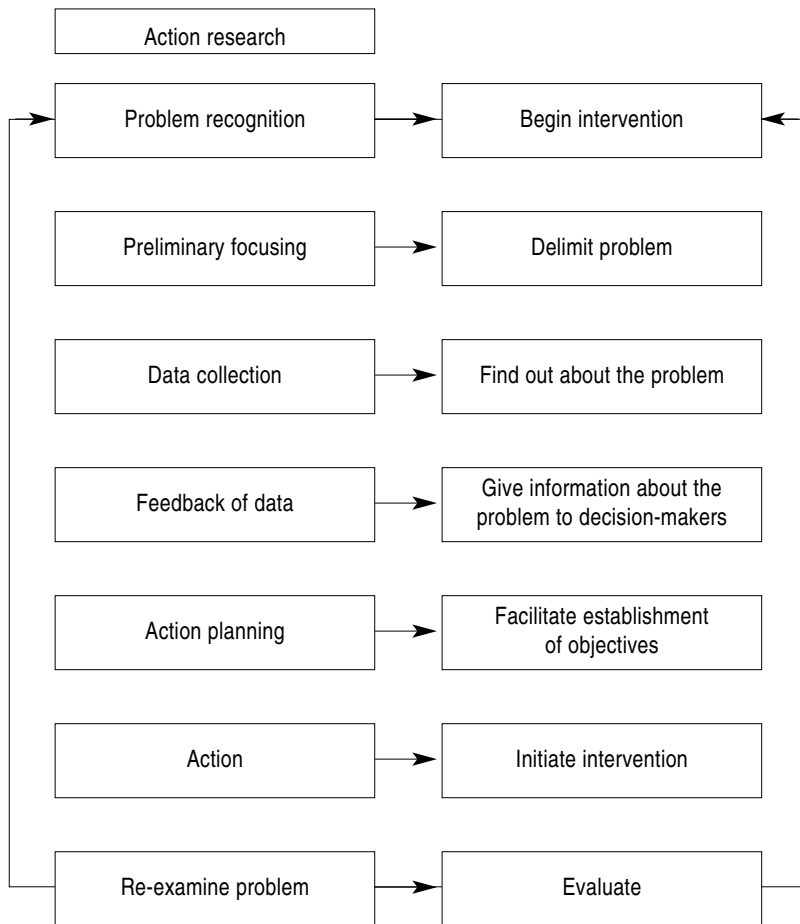 Action research
Problem recognition
Begin intervention
Preliminary focusing
Delimit problem
Data collection
Find out about the problem
Feedback of data
Give information about the
problem to decision-makers
Action planning
Facilitate establishment
of objectives
Action
Initiate intervention
Re-examine problem
Evaluate